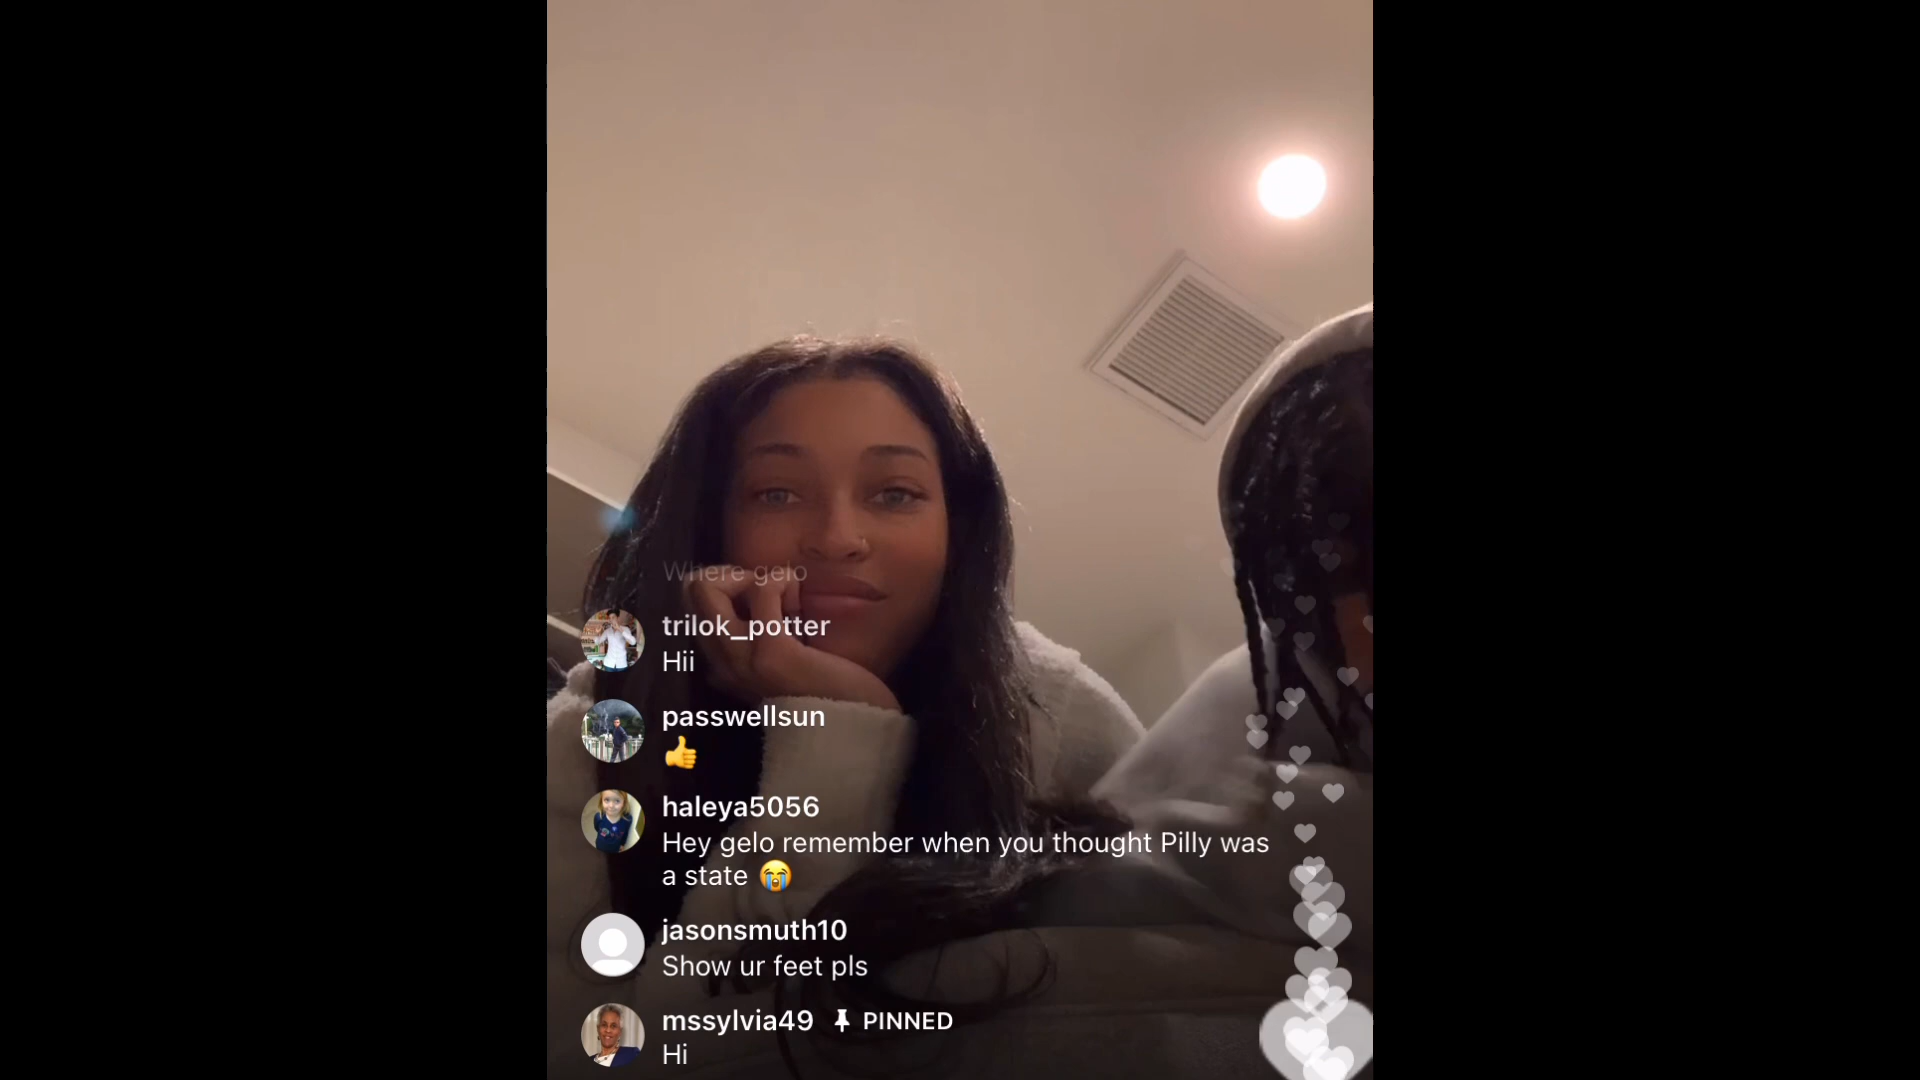 Where gelo
trilok_potter
Hii
passwellsun
👍
haleya5056
Hey gelo remember when you thought Pilly was
a state 😭
jasonsmuth10
Show ur feet pls
mssylvia49 PINNED
Hi